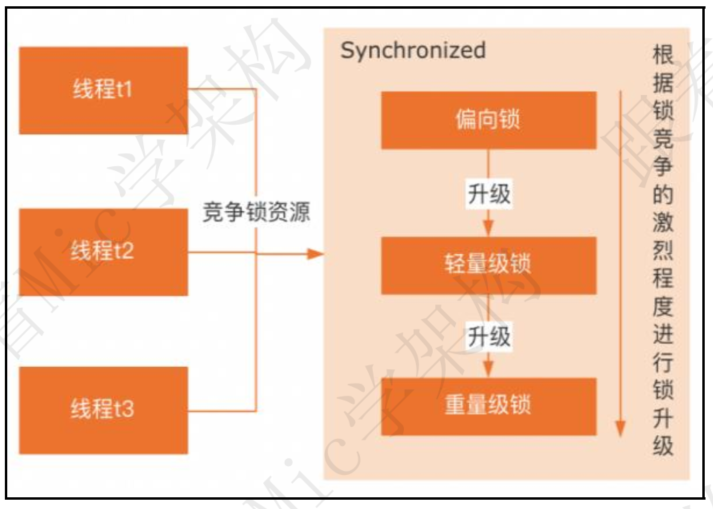 线程t1
线程t2
线程t3
竞争锁资源
Synchronized
偏向锁
升级
轻量级锁
升级
重量级锁
根据锁竞争的激烈程度进行锁升级
着Mic学架构
跟着
Mic学架构